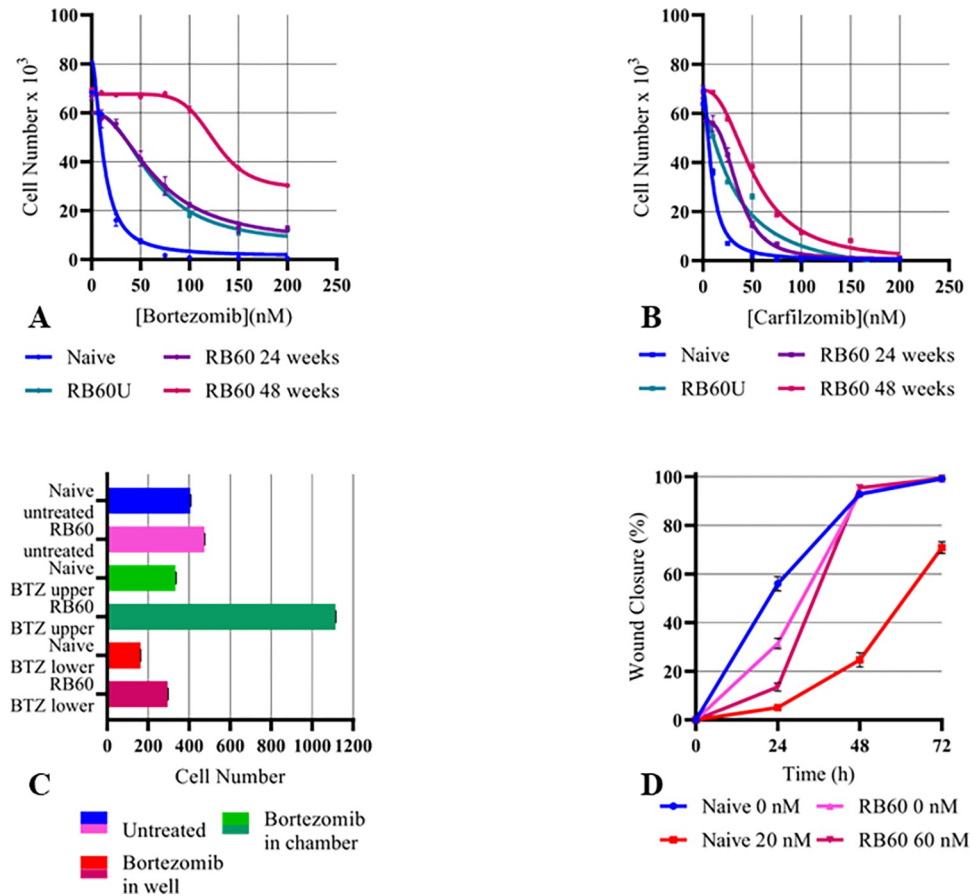 Cell Number x 10³
100
80
60
40
20
0
0 50 100 150 200 250
[Bortezomib](nM)
A
Naive
RB60 24 weeks
RB60U
RB60 48 weeks
Cell Number x 10³
100
80
60
40
20
0
0 50 100 150 200 250
[Carfilzomib](nM)
B
Naive
RB60 24 weeks
RB60U
RB60 48 weeks
Naive
untreated
RB60
untreated
Naive
BTZ upper
RB60
BTZ upper
Naive
BTZ lower
RB60
BTZ lower
0 200 400 600 800 1000 1200
Cell Number
C
Untreated
Bortezomib
in chamber
Bortezomib
in well
Wound Closure (%)
100
80
60
40
20
0
0 24 48 72
Time (h)
D
Naive 0 nM
RB60 0 nM
Naive 20 nM
RB60 60 nM